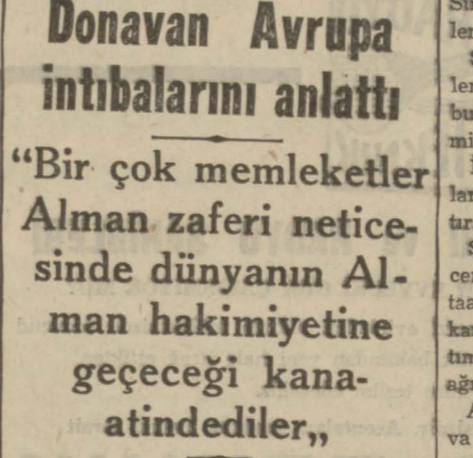 Donavan Avrupa
intıbalarını anlattı
“Bir çok memleketler
Alman zaferi netice-
sinde dünyanın Al-
man hakimiyetine
geçeceği kana-
atindediler„